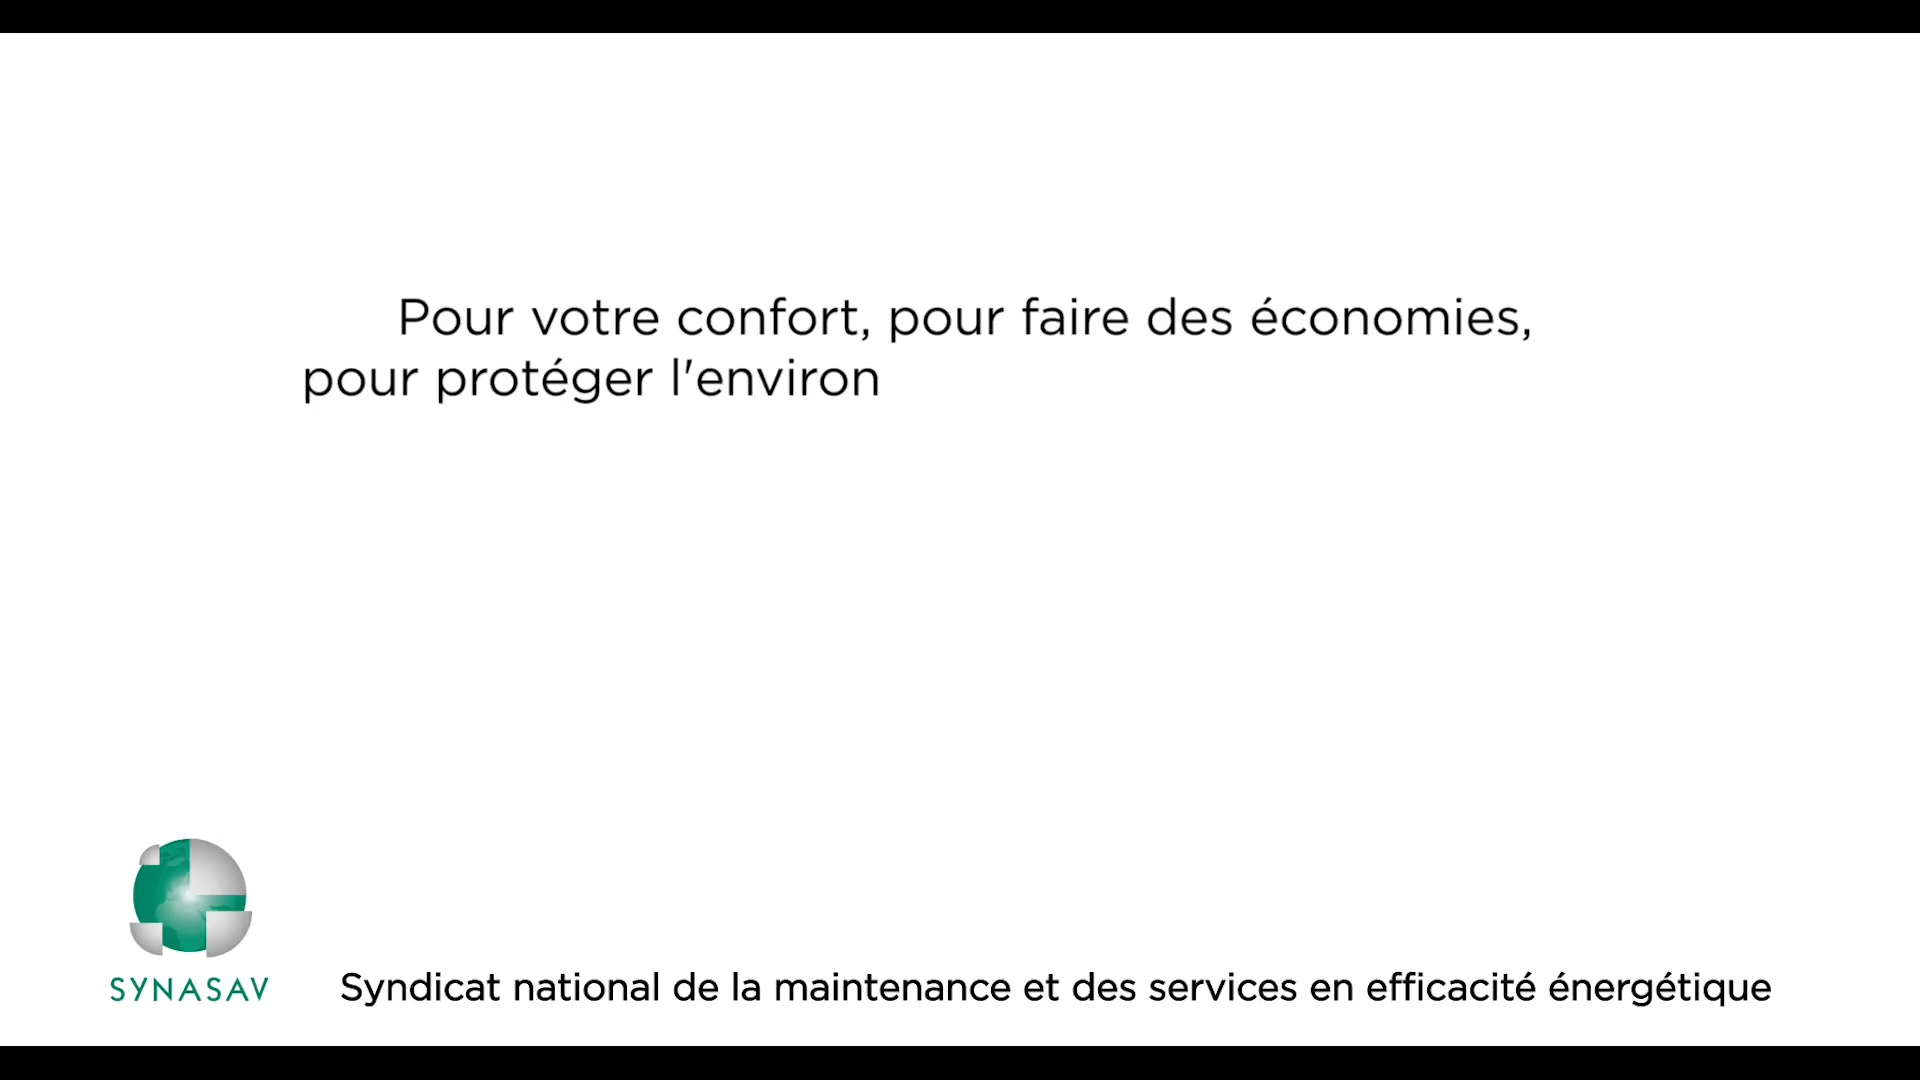 Pour votre confort, pour faire des économies,
pour protéger l'environ
SYNASAV
Syndicat national de la maintenance et des services en efficacité énergétique